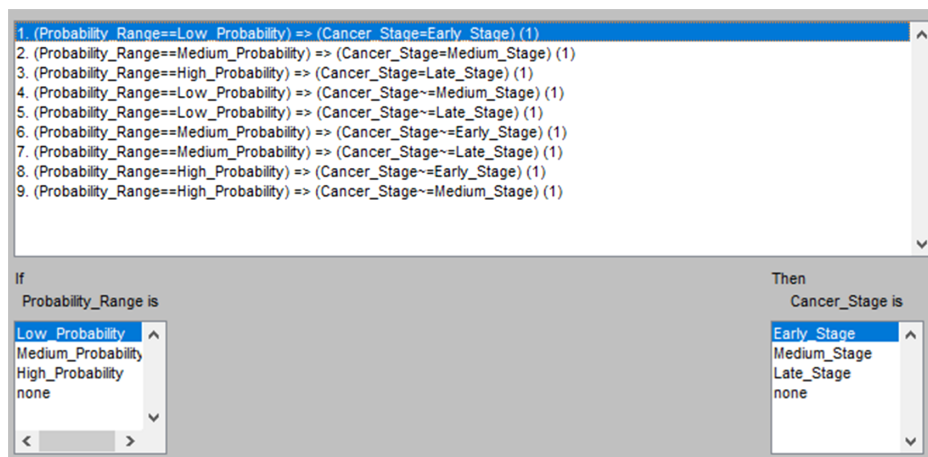 1. (Probability_Range==Low_Probability) => (Cancer_Stage=Early_Stage) (1)
2. (Probability_Range==Medium_Probability) => (Cancer_Stage=Medium_Stage) (1)
3. (Probability_Range==High_Probability) => (Cancer_Stage=Late_Stage) (1)
4. (Probability_Range==Low_Probability) => (Cancer_Stage~=Medium_Stage) (1)
5. (Probability_Range==Low_Probability) => (Cancer_Stage~=Late_Stage) (1)
6. (Probability_Range==Medium_Probability) => (Cancer_Stage~=Early_Stage) (1)
7. (Probability_Range==Medium_Probability) => (Cancer_Stage~=Late_Stage) (1)
8. (Probability_Range==High_Probability) => (Cancer_Stage~=Early_Stage) (1)
9. (Probability_Range==High_Probability) => (Cancer_Stage~=Medium_Stage) (1)
If
Probability_Range is
Low_Probability
Medium_Probability
High_Probability
none
Then
Cancer_Stage is
Early_Stage
Medium_Stage
Late_Stage
none